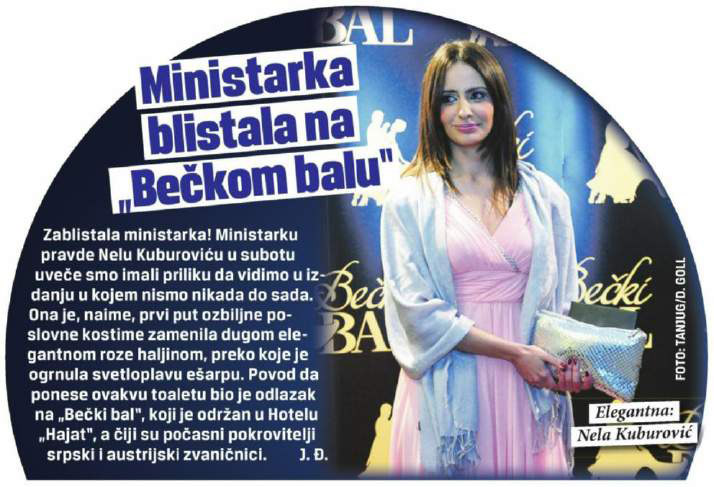 BAL
Ministarka
blistala na
„Bečkom balu"
Zablistala ministarka! Ministarku
pravde Nelu Kuburoviću u subotu
uveče smo imali priliku da vidimo u iz-
danju u kojem nismo nikada do sada.
Ona je, naime, prvi put ozbiljne po-
slovne kostime zamenila dugom ele-
gantnom roze haljinom, preko koje je
ogrnula svetloplavu ešarpu. Povod da
ponese ovakvu toaletu bio je odlazak
na „Bečki bal", koji je održan u Hotelu
„Hajat", a čiji su počasni pokrovitelji
srpski i austrijski zvaničnici. J. Đ.
Bečki
BAL
Bečki
FOTO: TANJUG/D. GOLL
Elegantna:
Nela Kuburović